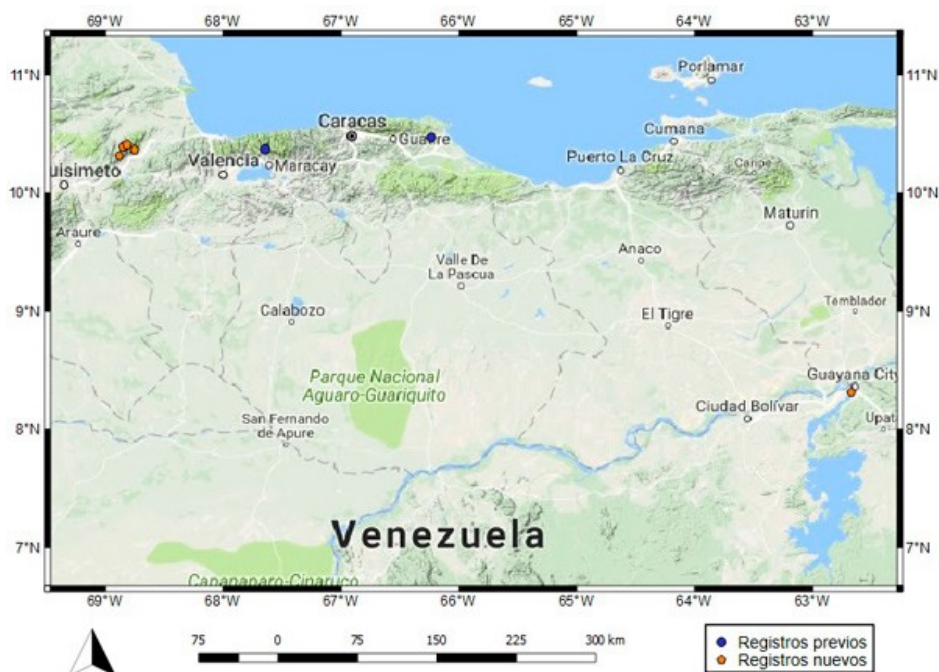 69°W 68°W 67°W 66°W 65°W 64°W 63°W
11°N 11°N
Porlamar
Caracas
Cumana
Valencia
Maracay
Puerto La Cruz
uisimeto
10°N 10°N
Maturin
Araure
Anaco
Valle De
La Pascua
9°N 9°N
Calabozo
El Tigre
Temblador
Parque Nacional
Aguaro-Guariquito
Guayana City
San Fernando
de Apure
Ciudad Bolívar
Upat
8°N 8°N
Venezuela
7°N 7°N
69°W 68°W 67°W 66°W 65°W 64°W 63°W
75 0 75 150 225 300 km
Registros previos
Registros nuevos